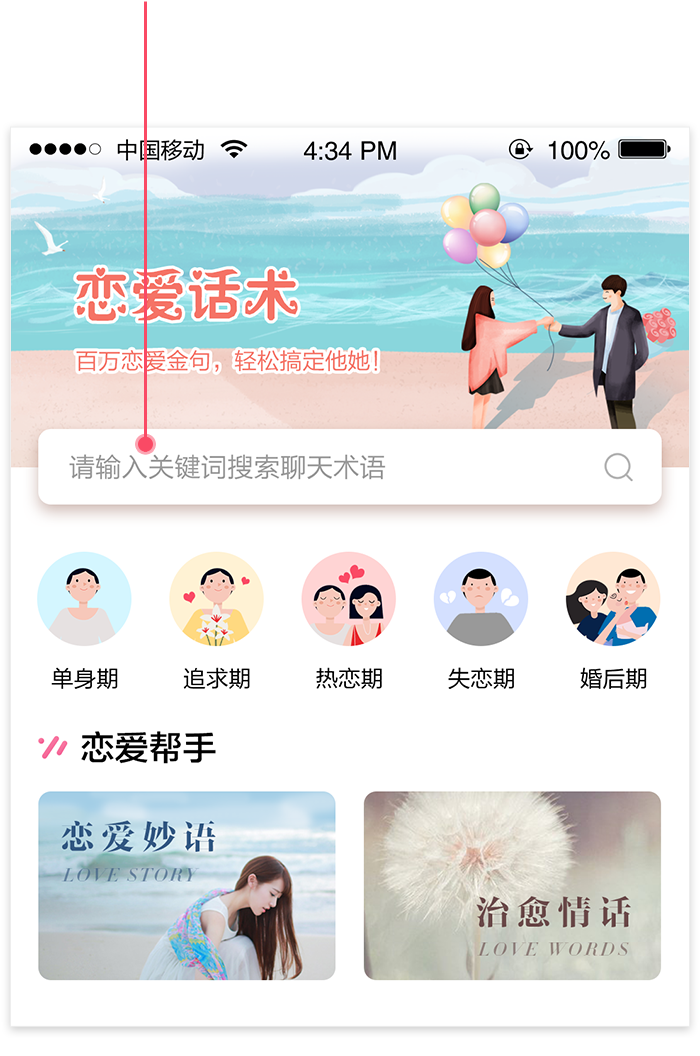 中国移动 4:34 PM 100%
恋爱话术
百万恋爱金句，轻松搞定他她！
请输入关键词搜索聊天术语
单身期 追求期 热恋期 失恋期 婚后期
恋爱帮手
恋爱妙语
LOVE STORY
治愈情话
LOVE WORDS